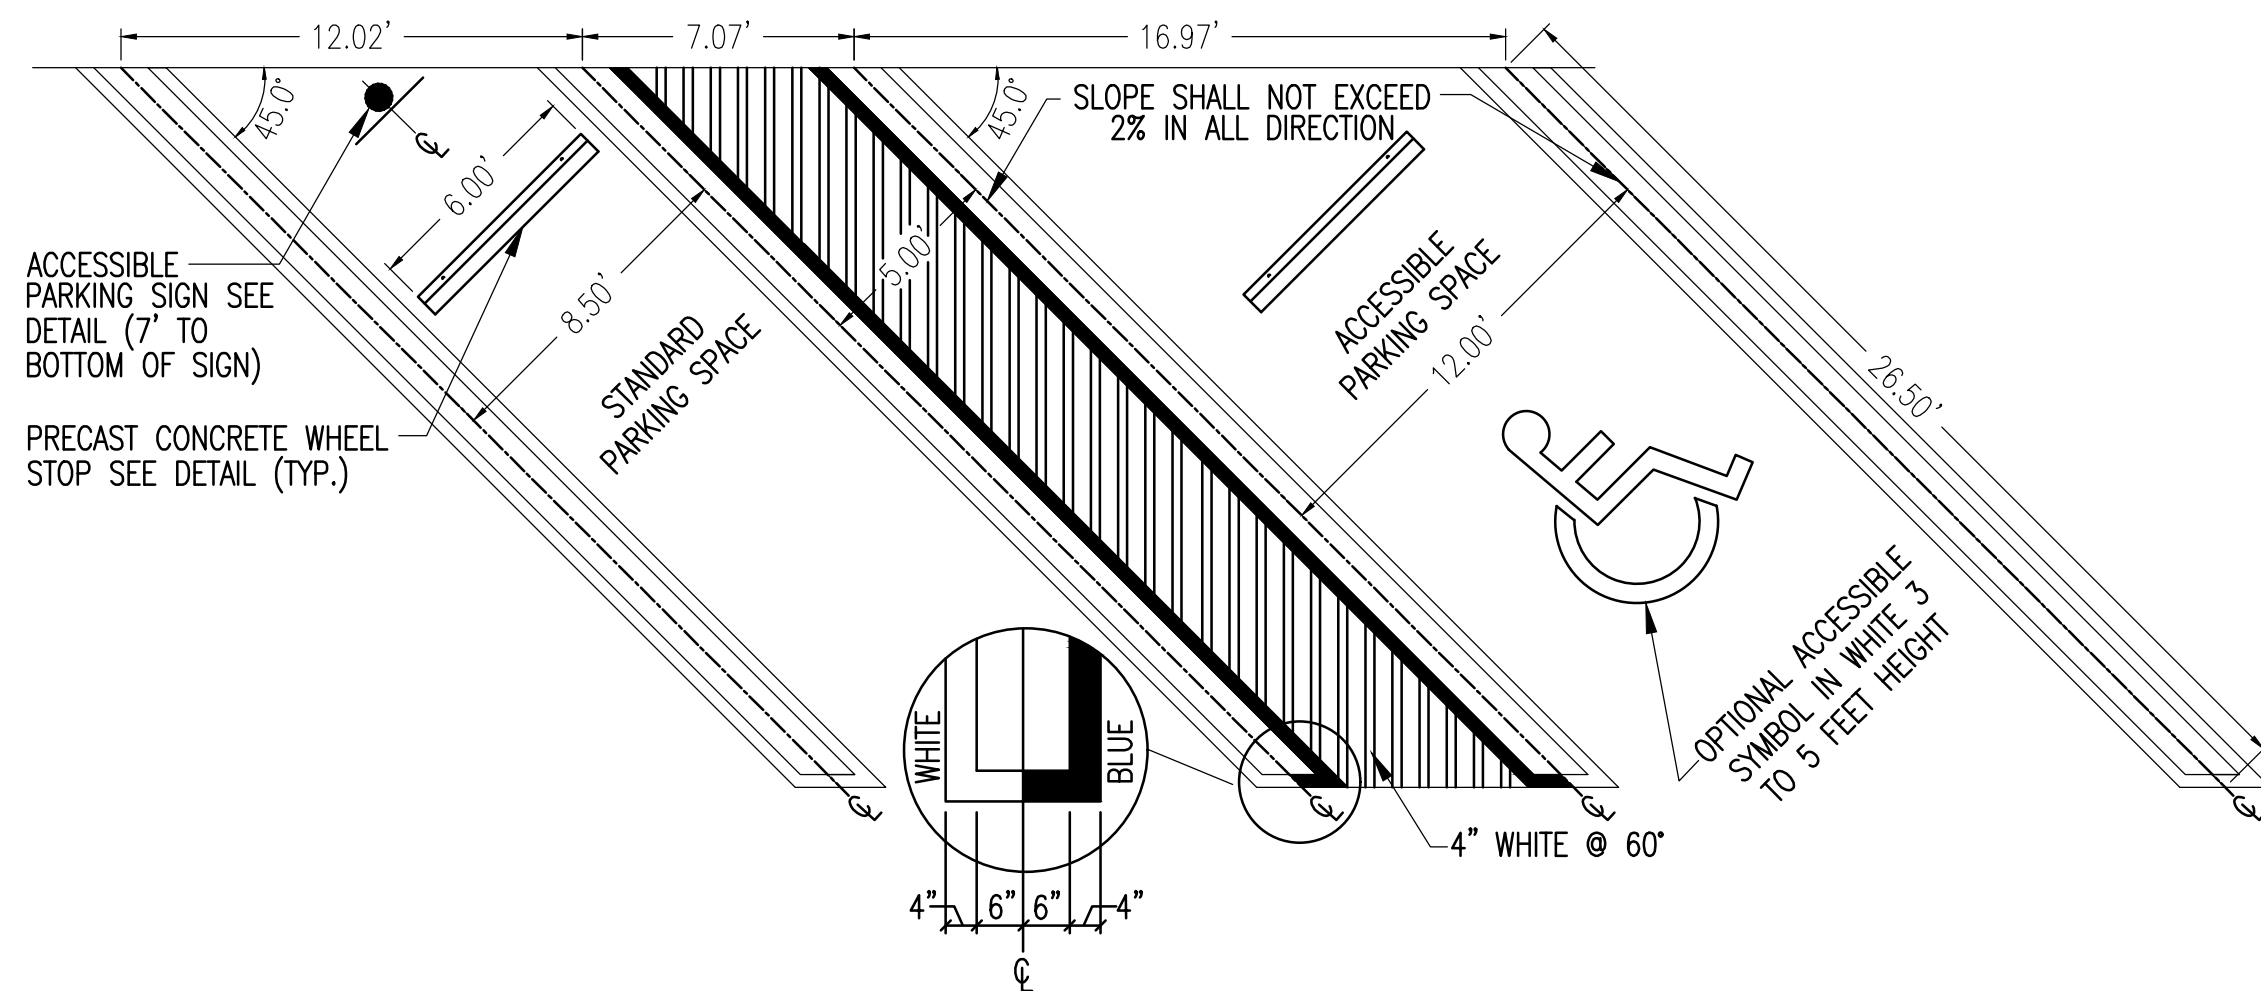 12.02'
7.07'
16.97'
45.0°
45.0°
SLOPE SHALL NOT EXCEED
2% IN ALL DIRECTION
℄
6.00'
ACCESSIBLE
PARKING SIGN SEE
DETAIL (7' TO
BOTTOM OF SIGN)
8.50'
5.00'
ACCESSIBLE
PARKING SPACE
12.00'
26.50'
STANDARD
PARKING SPACE
PRECAST CONCRETE WHEEL
STOP SEE DETAIL (TYP.)
OPTIONAL ACCESSIBLE
SYMBOL IN WHITE 3
TO 5 FEET HEIGHT
WHITE
BLUE
℄
℄
℄
℄
4" WHITE @ 60°
4" 6" 6" 4"
℄